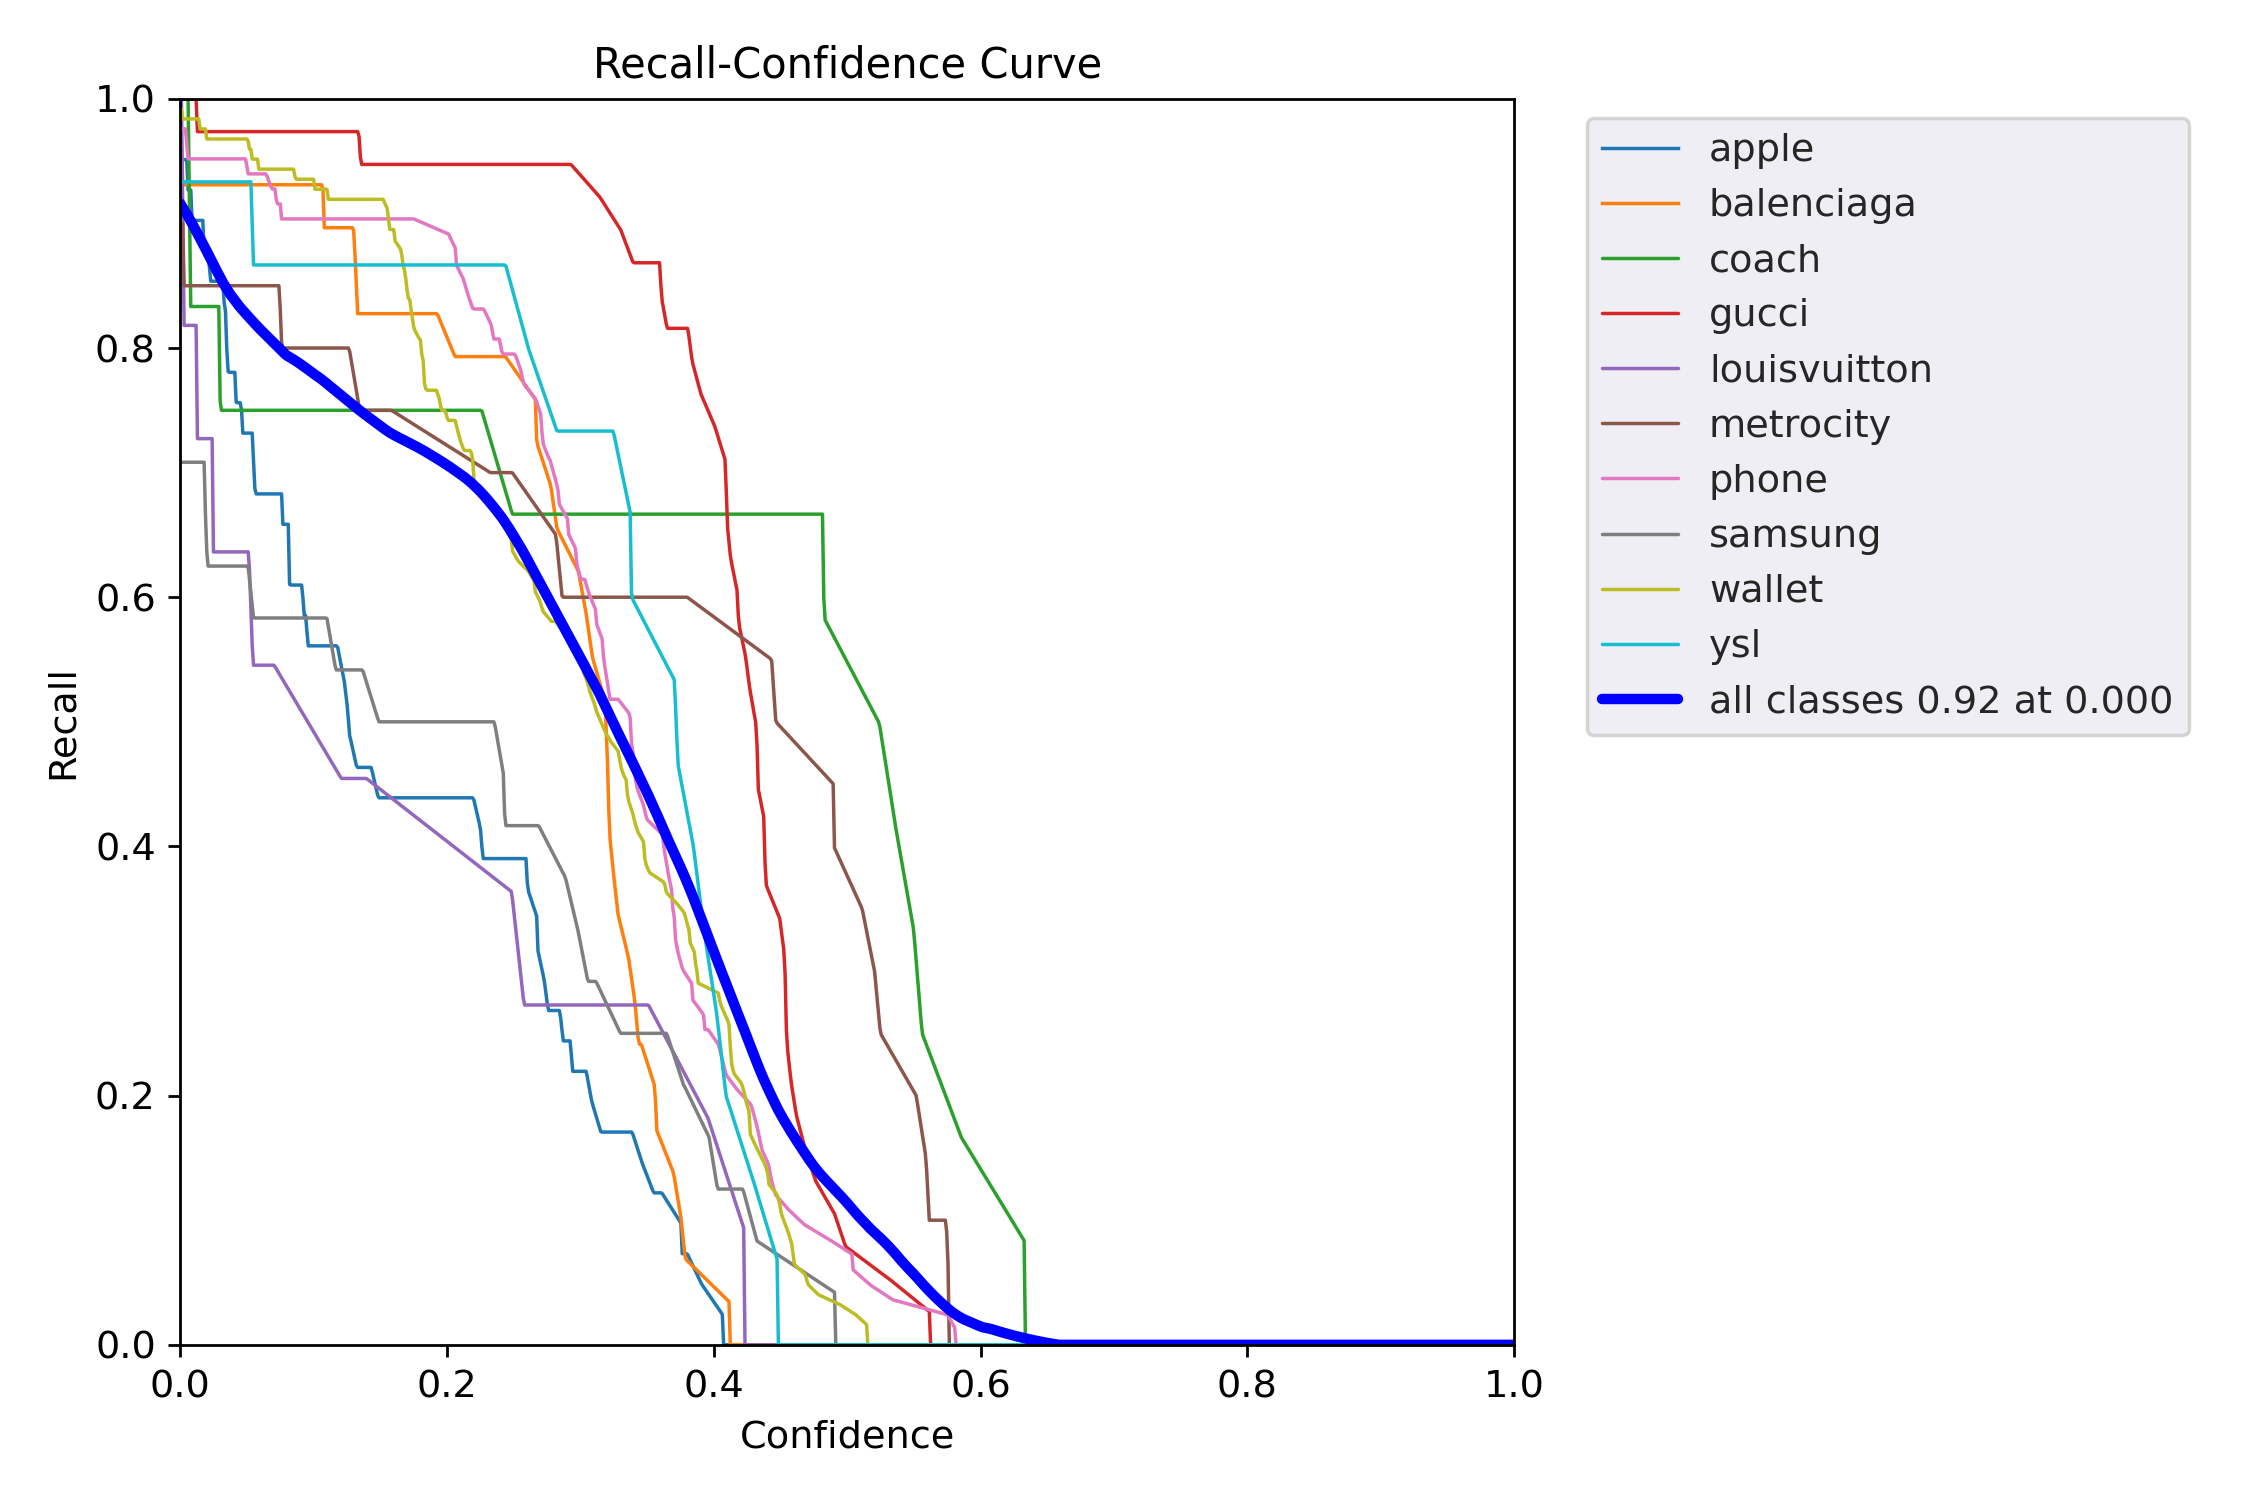 Recall-Confidence Curve
1.0
0.8
0.6
0.4
0.2
0.0
Recall
0.0 0.2 0.4 0.6 0.8 1.0
Confidence
apple
balenciaga
coach
gucci
louisvuitton
metrocity
phone
samsung
wallet
ysl
all classes 0.92 at 0.000